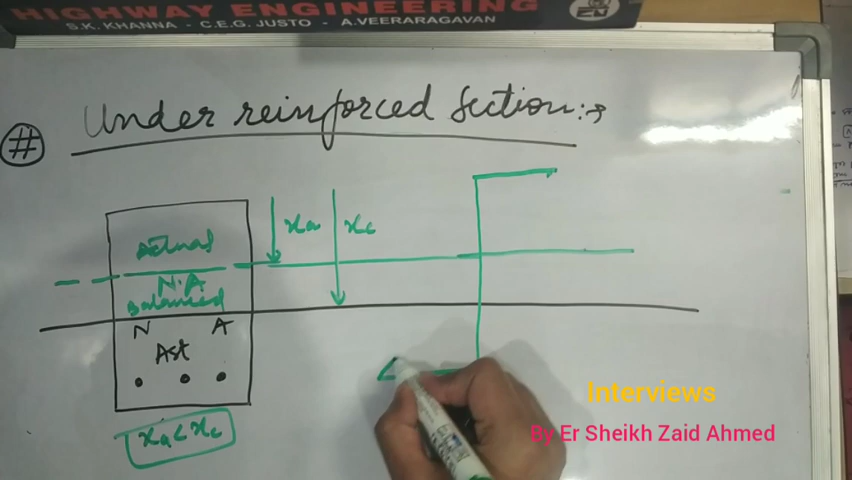 HIGHWAY ENGINEERING
S.K. KHANNA - C.E.G. JUSTO - A.VEERARAGAVAN
# Under reinforced Section:→
xa xc
Actual
N.A
Balanced
N A
Ast
xa < xc
Interviews
By Er Sheikh Zaid Ahmed